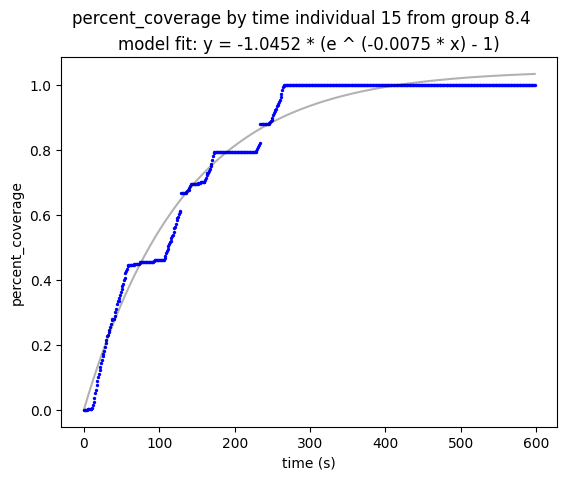 percent_coverage by time individual 15 from group 8.4
model fit: y = -1.0452 * (e ^ (-0.0075 * x) - 1)
1.0
0.8
0.6
0.4
0.2
0.0
percent_coverage
0 100 200 300 400 500 600
time (s)